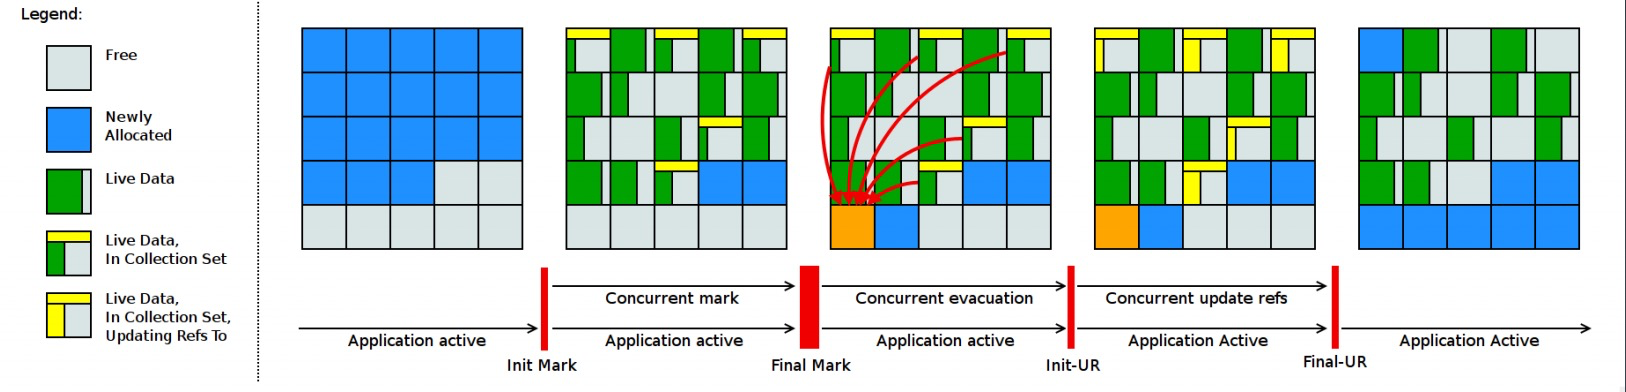 Legend:
Free
Newly
Allocated
Live Data
Live Data,
In Collection Set
Live Data,
In Collection Set,
Updating Refs To
Concurrent mark
Concurrent evacuation
Concurrent update refs
Application active
Application active
Application active
Application Active
Application Active
Init Mark
Final Mark
Init-UR
Final-UR